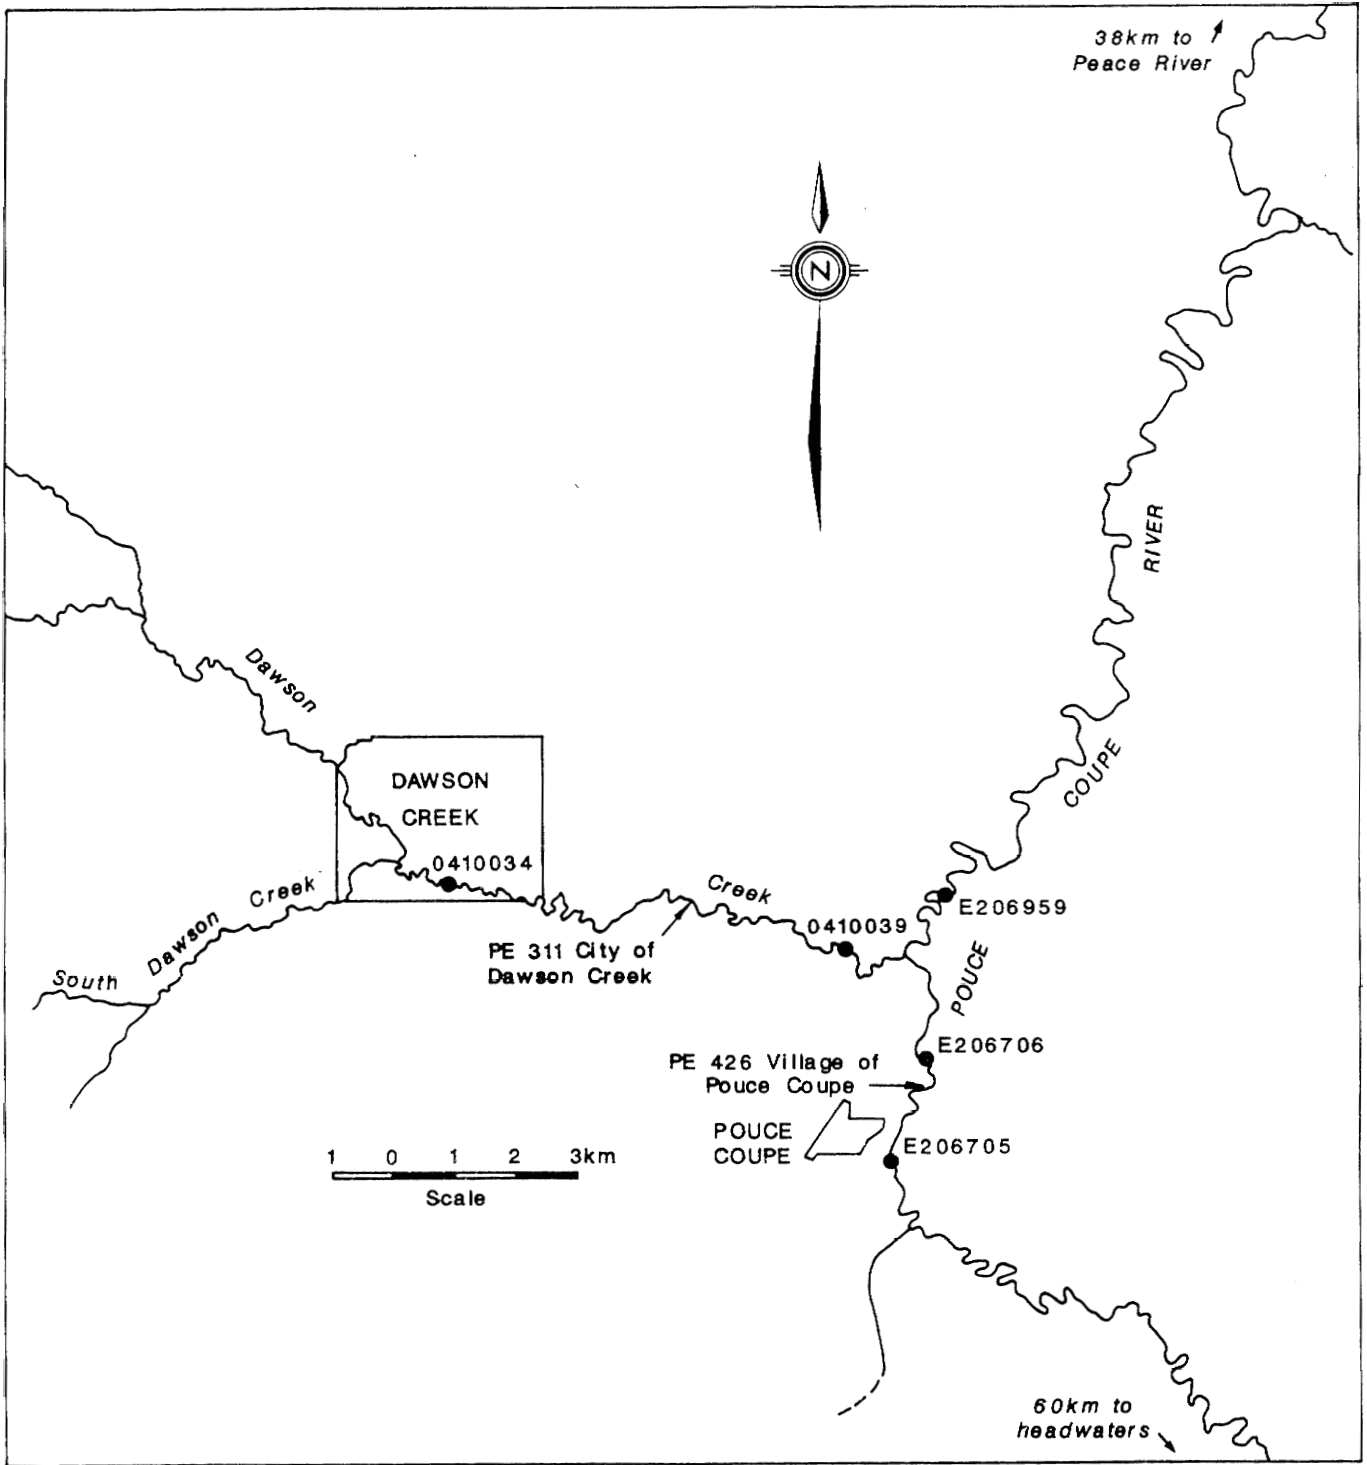 38km to
Peace River
N
RIVER
Dawson
COUPE
DAWSON
CREEK
0410034
Creek
Creek
E206959
0410039
Dawson
PE 311 City of
Dawson Creek
POUCE
South
E206706
PE 426 Village of
Pouce Coupe
POUCE
COUPE
E206705
1 0 1 2 3km
Scale
60km to
headwaters